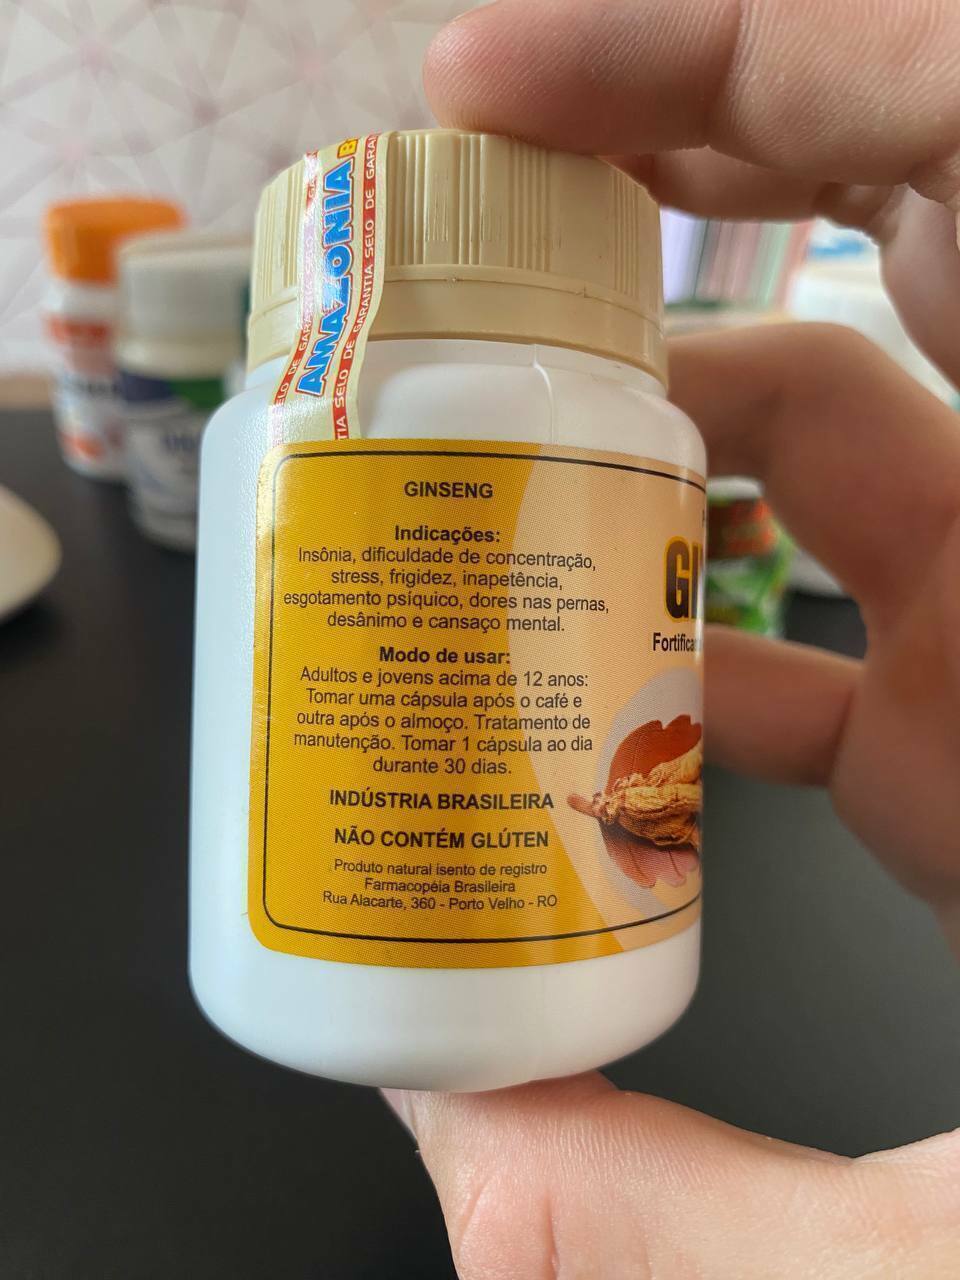 AMAZONIA B
SELO DE GARANTIA SELO DE GARAN
GINSENG
Indicações:
Insônia, dificuldade de concentração,
stress, frigidez, inapetência,
esgotamento psíquico, dores nas pernas,
desânimo e cansaço mental.
Modo de usar:
Adultos e jovens acima de 12 anos:
Tomar uma cápsula após o café e
outra após o almoço. Tratamento de
manutenção. Tomar 1 cápsula ao dia
durante 30 dias.
INDÚSTRIA BRASILEIRA
NÃO CONTÉM GLÚTEN
Produto natural isento de registro
Farmacopéia Brasileira
Rua Alacarte, 360 - Porto Velho - RO
GI
Fortifica